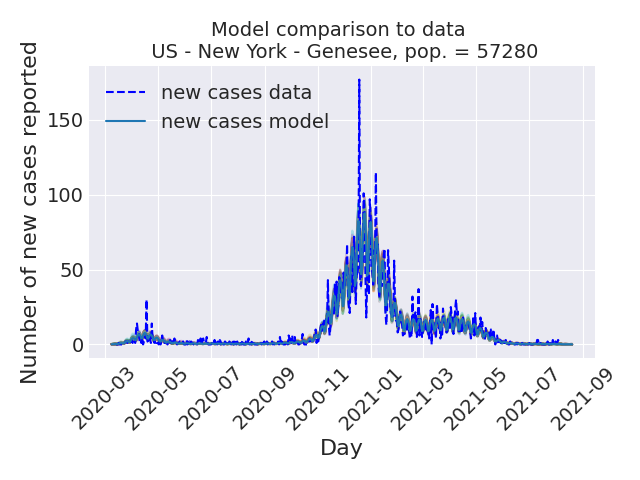 Model comparison to data
US - New York - Genesee, pop. = 57280
Number of new cases reported
new cases data
new cases model
150
100
50
0
2020-03
2020-05
2020-07
2020-09
2020-11
2021-01
2021-03
2021-05
2021-07
2021-09
Day